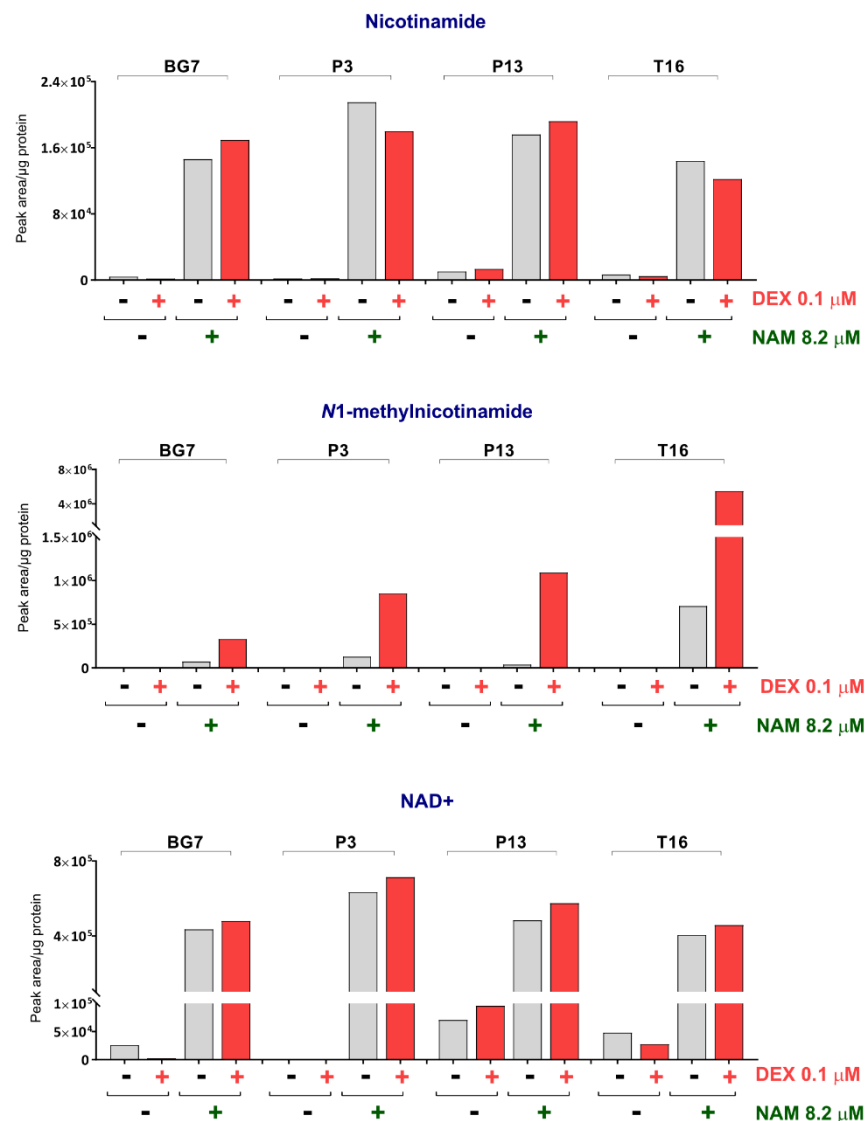 Nicotinamide
BG7 P3 P13 T16
Peak area/µg protein
2.4×10⁵
1.6×10⁵
8×10⁴
0
- + - + - + - + - + - + - + - + DEX 0.1 µM
- + - + - + - + NAM 8.2 µM
N1-methylnicotinamide
BG7 P3 P13 T16
Peak area/µg protein
8×10⁶
4×10⁶
1.5×10⁶
1×10⁶
5×10⁵
0
- + - + - + - + - + - + - + - + DEX 0.1 µM
- + - + - + - + NAM 8.2 µM
NAD+
BG7 P3 P13 T16
Peak area/µg protein
8×10⁵
4×10⁵
1×10⁵
5×10⁴
0
- + - + - + - + - + - + - + - + DEX 0.1 µM
- + - + - + - + NAM 8.2 µM